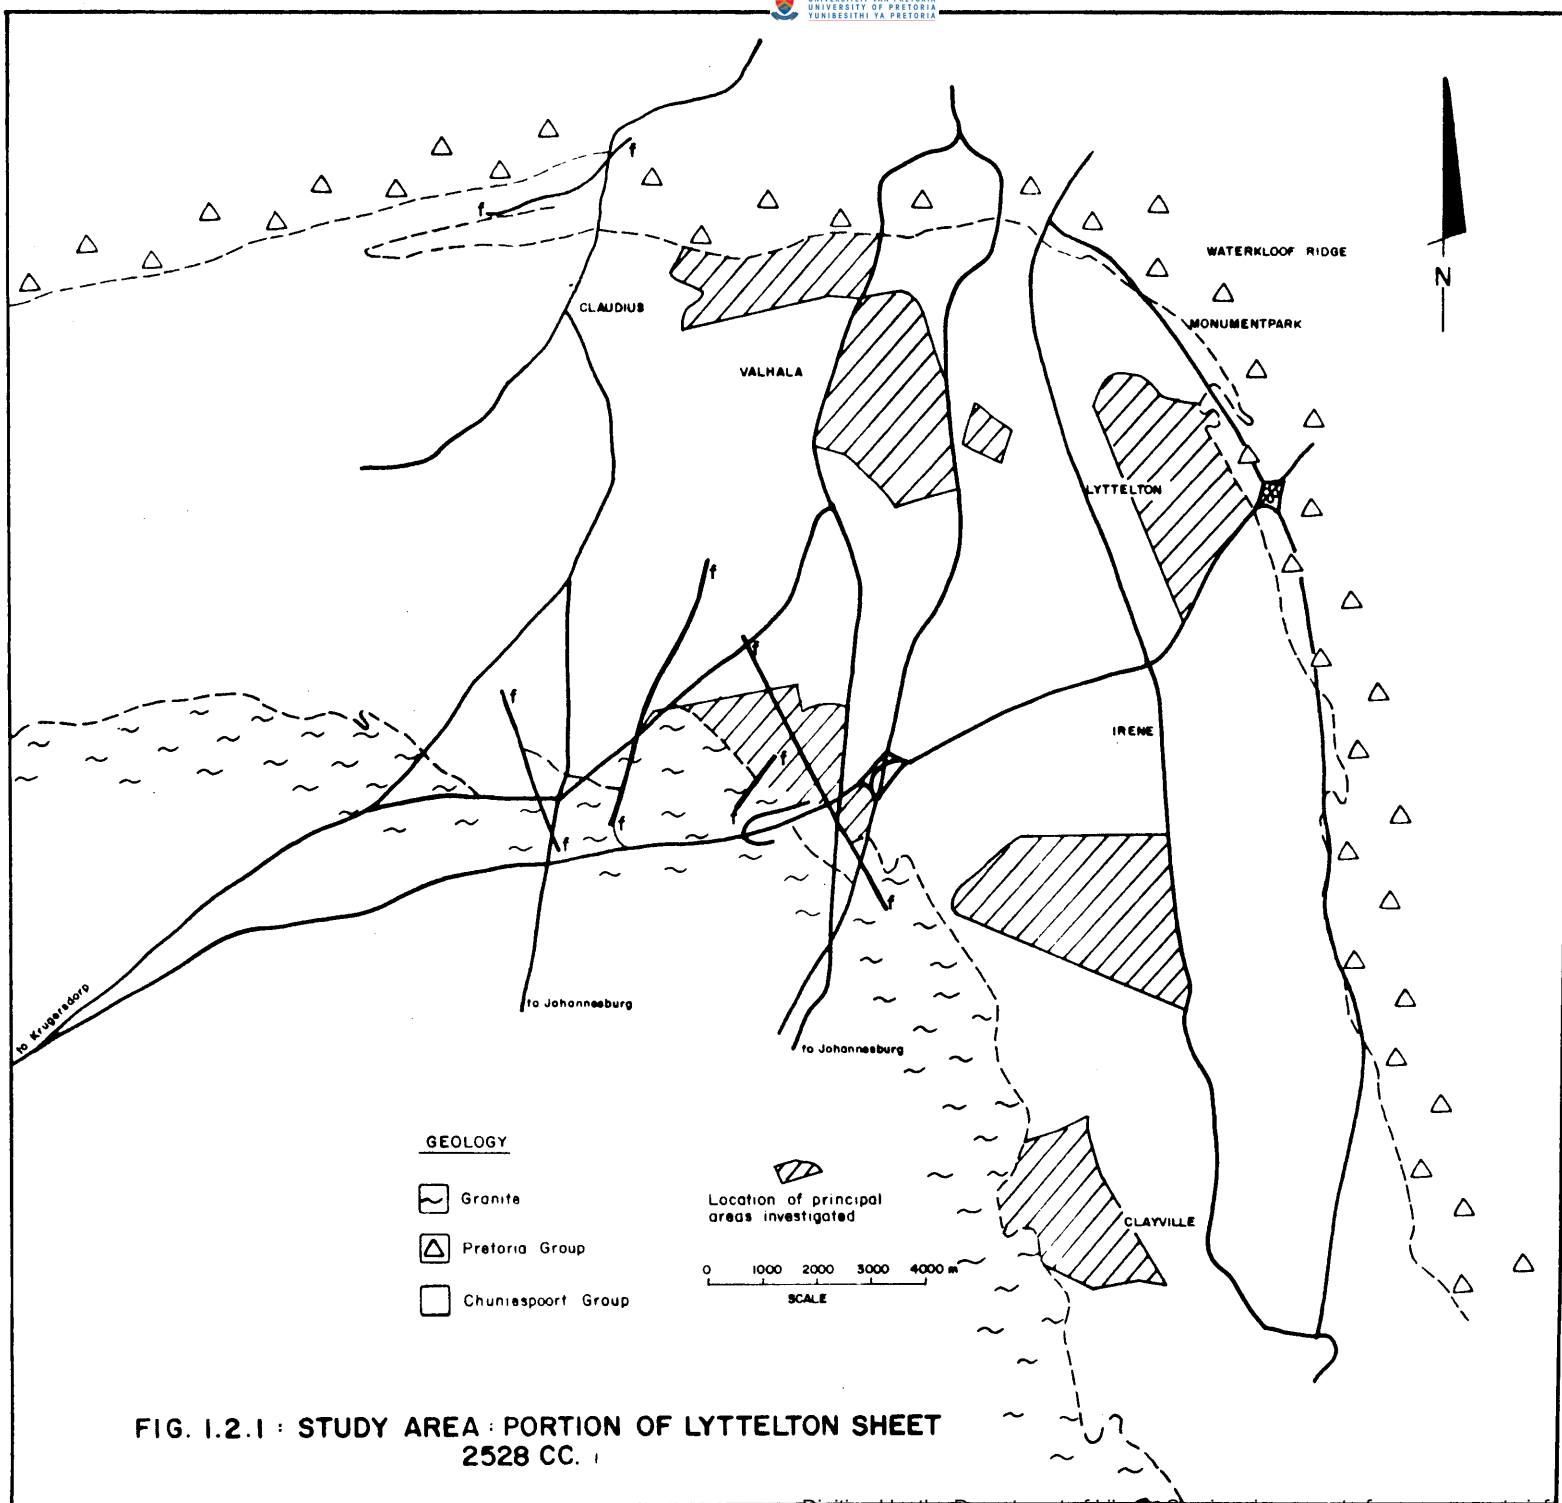 UNIVERSITY OF PRETORIA
YUNIBESITHI YA PRETORIA
f
f
WATERKLOOF RIDGE
N
CLAUDIUS
MONUMENTPARK
VALHALA
LYTTELTON
f
f
f
IRENE
f
f
f
f
f
to Krugersdorp
to Johannesburg
to Johannesburg
GEOLOGY
Granite
Pretoria Group
Chuniespoort Group
Location of principal
areas investigated
0 1000 2000 3000 4000 m
SCALE
CLAYVILLE
FIG. 1.2.1 : STUDY AREA : PORTION OF LYTTELTON SHEET
2528 CC.